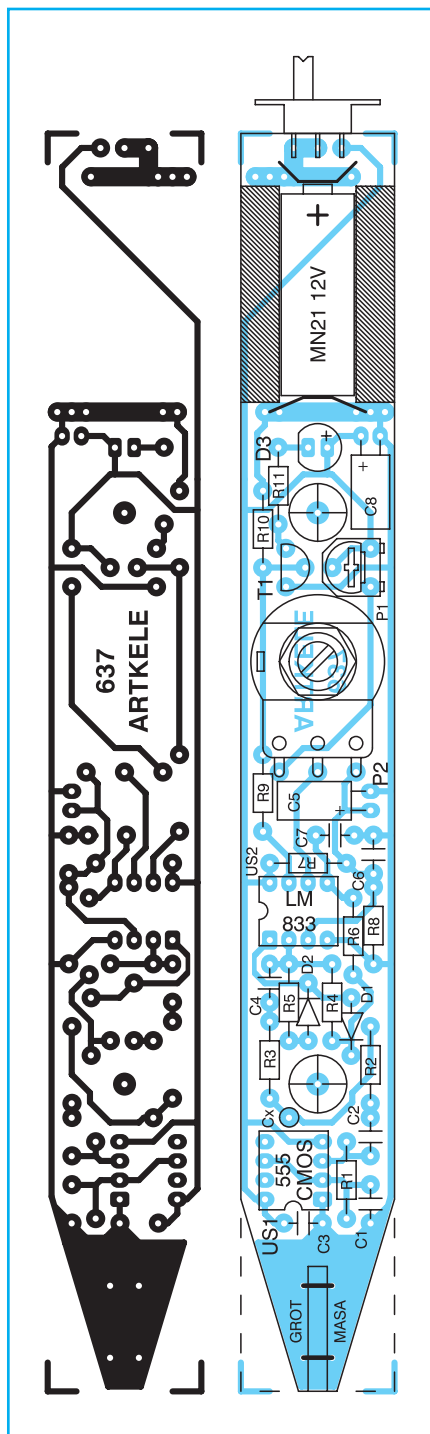 637
ARTKELE
+
MN21 12V
D3
+
R11
+
C8
R10
T1
P1
637
ARTKELE
R9
C5
P2
+
C7
US2
R7
C6
LM
833
R8
R6
D2
C4
R5
R4
D1
R3
R2
Cx
C2
555
CMOS
R1
US1
C3
C1
GROT
MASA